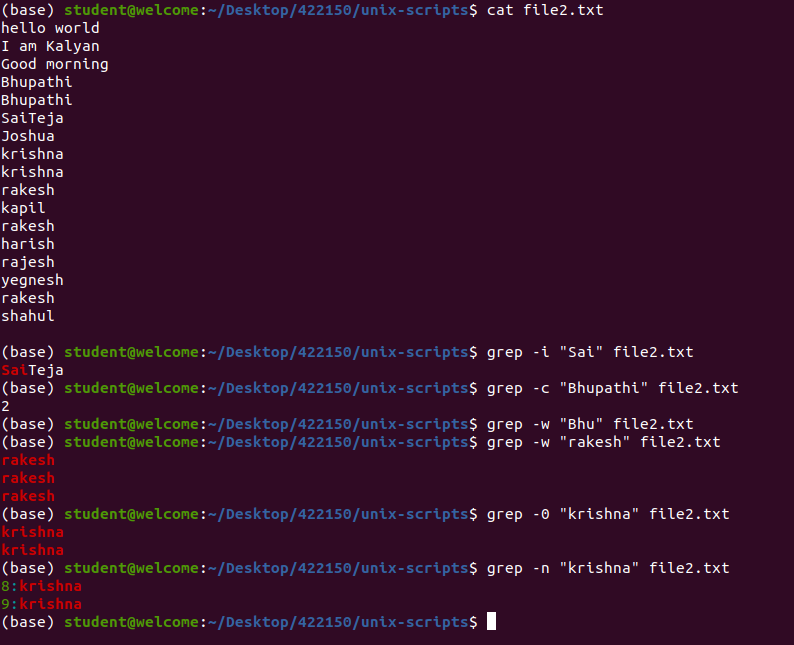 (base) student@welcome:~/Desktop/422150/unix-scripts$ cat file2.txt
hello world
I am Kalyan
Good morning
Bhupathi
Bhupathi
SaiTeja
Joshua
krishna
krishna
rakesh
kapil
rakesh
harish
rajesh
yegnesh
rakesh
shahul

(base) student@welcome:~/Desktop/422150/unix-scripts$ grep -i "Sai" file2.txt
SaiTeja
(base) student@welcome:~/Desktop/422150/unix-scripts$ grep -c "Bhupathi" file2.txt
2
(base) student@welcome:~/Desktop/422150/unix-scripts$ grep -w "Bhu" file2.txt
(base) student@welcome:~/Desktop/422150/unix-scripts$ grep -w "rakesh" file2.txt
rakesh
rakesh
rakesh
(base) student@welcome:~/Desktop/422150/unix-scripts$ grep -0 "krishna" file2.txt
krishna
krishna
(base) student@welcome:~/Desktop/422150/unix-scripts$ grep -n "krishna" file2.txt
8:krishna
9:krishna
(base) student@welcome:~/Desktop/422150/unix-scripts$